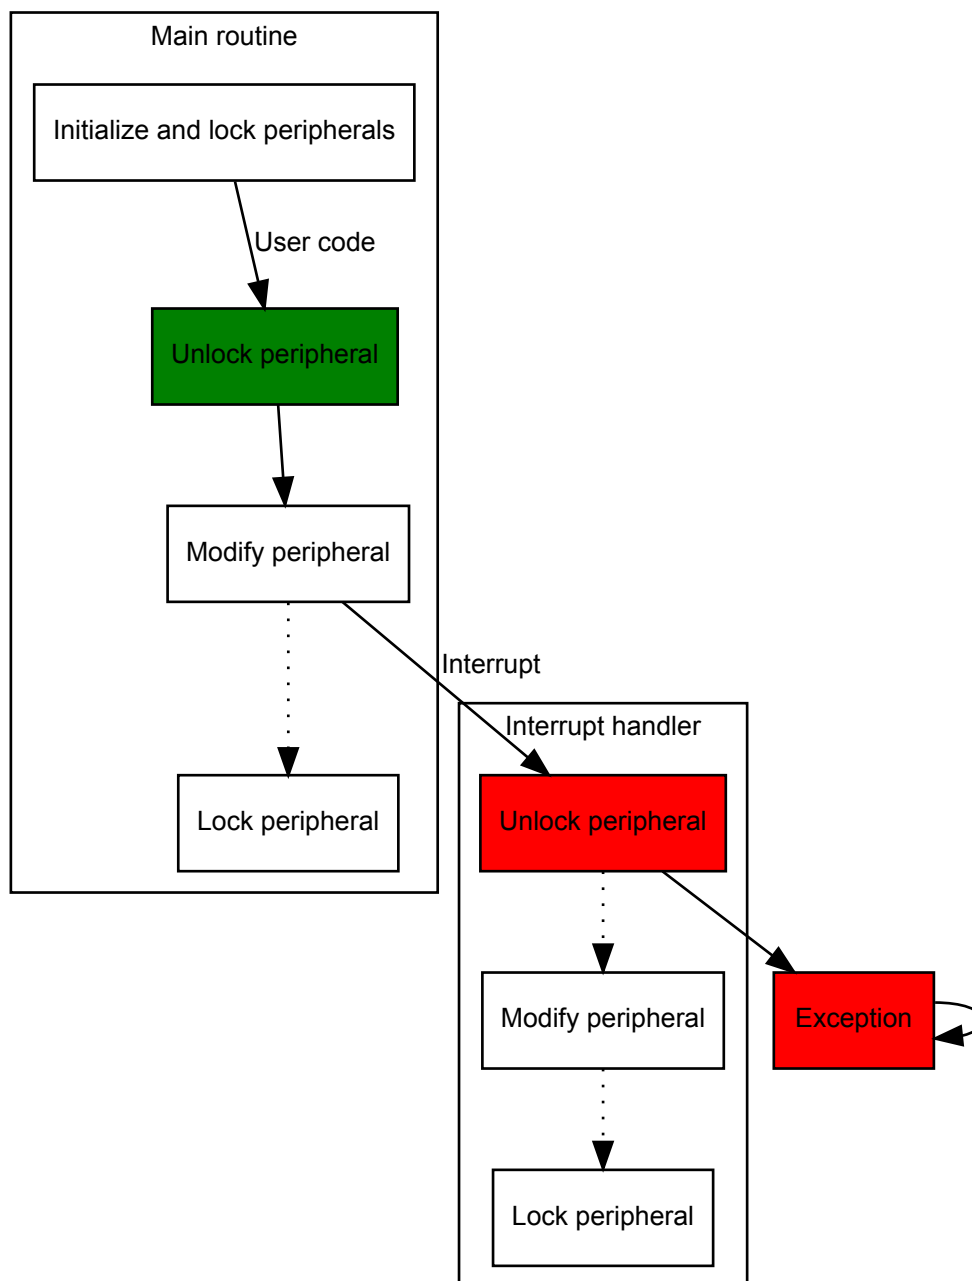 Main routine
Initialize and lock peripherals
User code
Unlock peripheral
Modify peripheral
Interrupt
Lock peripheral
Interrupt handler
Unlock peripheral
Modify peripheral
Exception
Lock peripheral